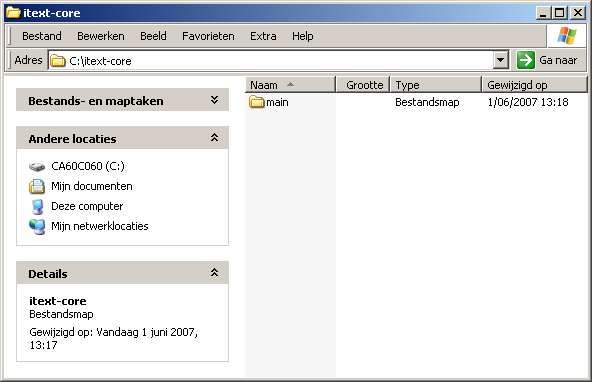 itext-core
Bestand Bewerken Beeld Favorieten Extra Help
Adres C:\itext-core Ga naar
Bestands- en maptaken
Andere locaties
CA60C060 (C:)
Mijn documenten
Deze computer
Mijn netwerklocaties
Details
itext-core
Bestandsmap
Gewijzigd op: Vandaag 1 juni 2007,
13:17
Naam Grootte Type Gewijzigd op
main Bestandsmap 1/06/2007 13:18